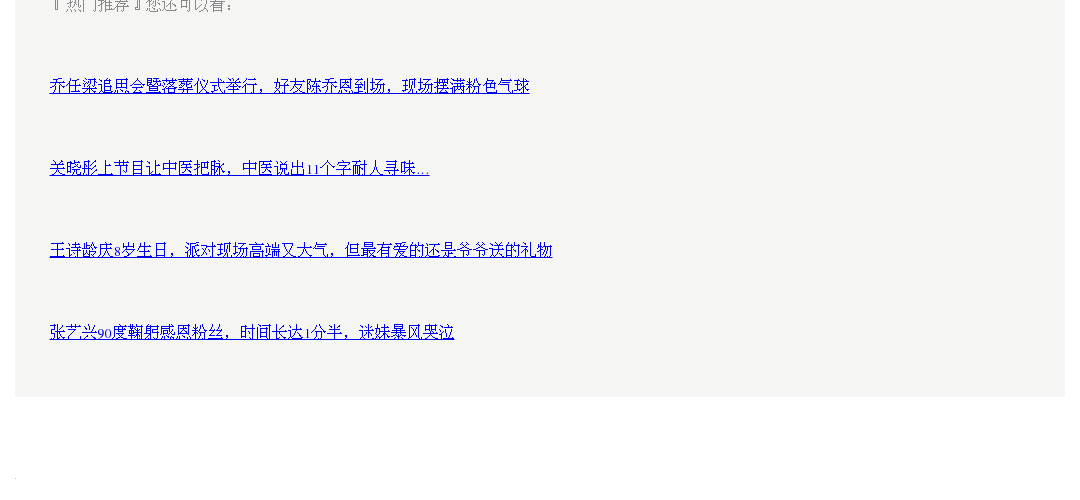 『热门推荐』您还可以看：
乔任梁追思会暨落葬仪式举行，好友陈乔恩到场，现场摆满粉色气球
关晓彤上节目让中医把脉，中医说出11个字耐人寻味...
王诗龄庆8岁生日，派对现场高端又大气，但最有爱的还是爷爷送的礼物
张艺兴90度鞠躬感恩粉丝，时间长达1分半，迷妹暴风哭泣